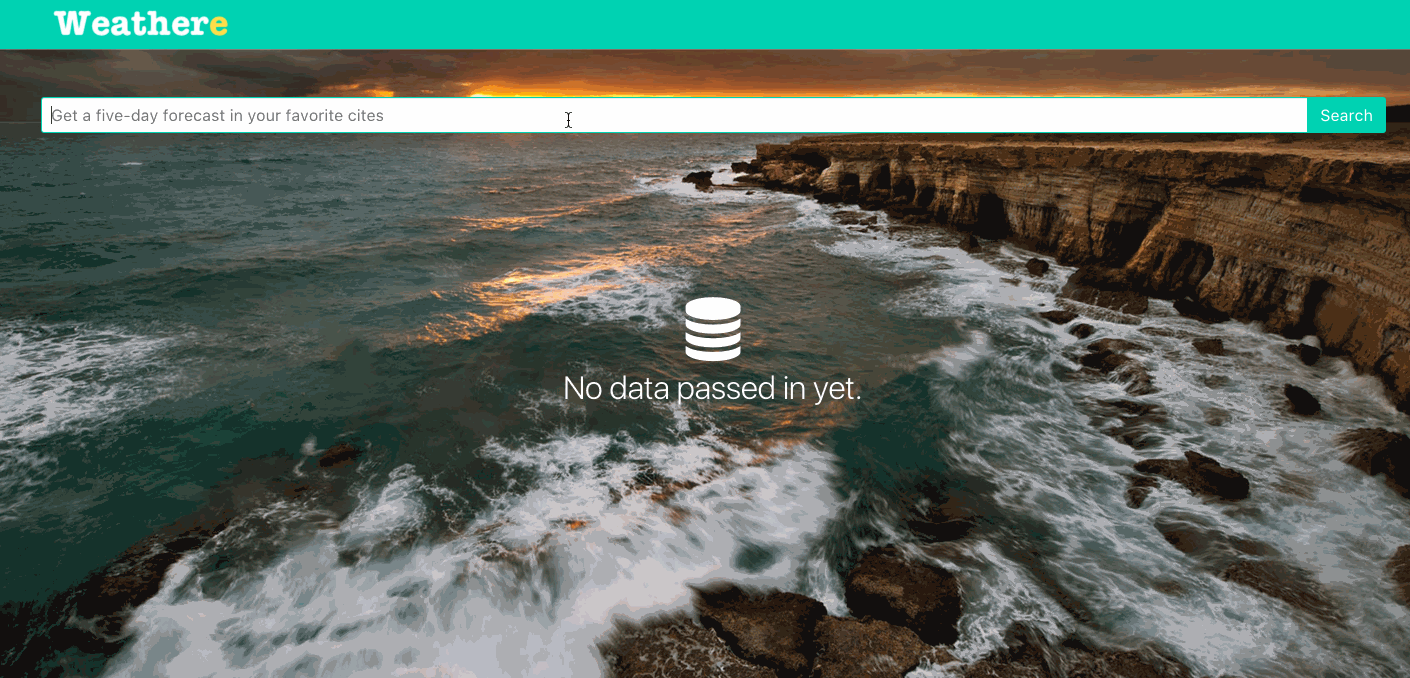 Weathere
Get a five-day forecast in your favorite cites
Search
No data passed in yet.